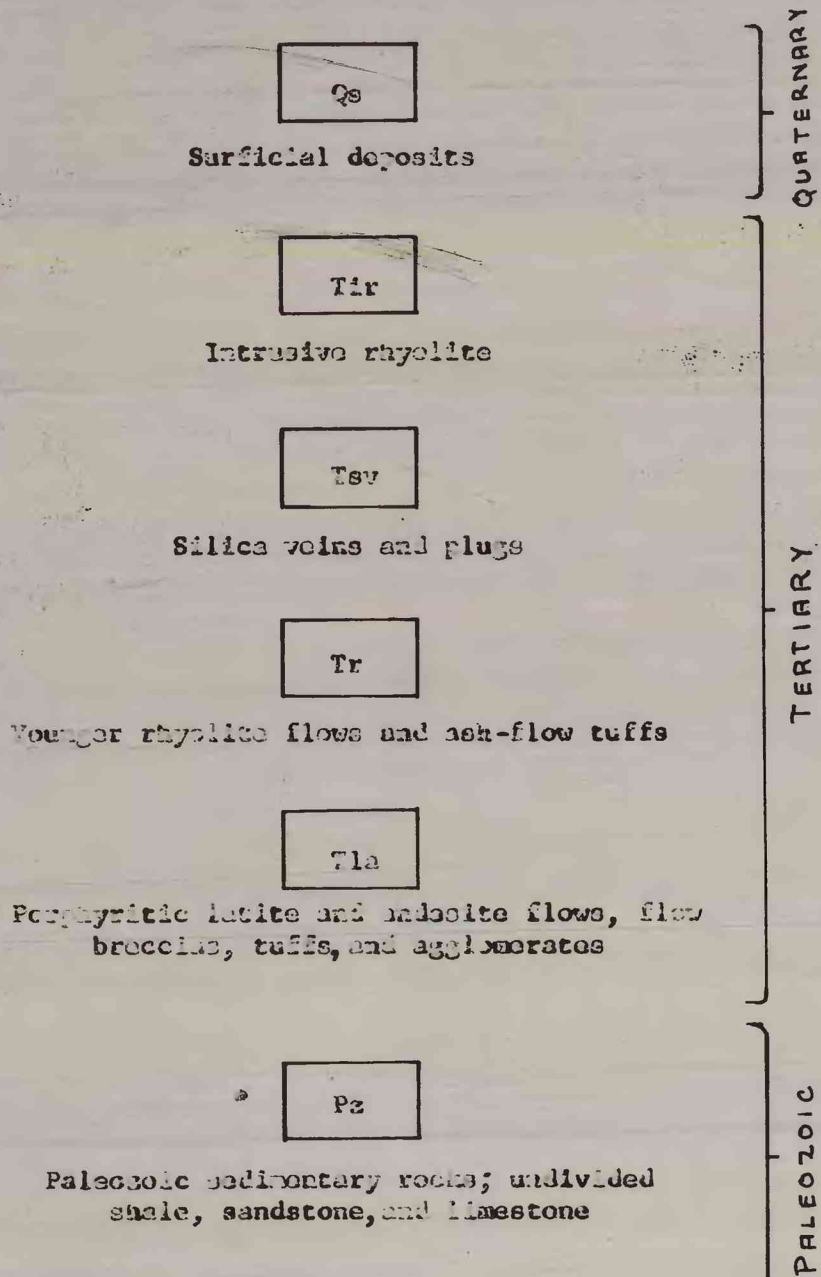 Qs
Surficial deposits
QUATERNARY
Tir
Intrusive rhyolite
Tsv
Silica veins and plugs
Tr
Younger rhyolite flows and ash-flow tuffs
Tla
Porphyritic latite and andesite flows, flow
breccias, tuffs, and agglomerates
TERTIARY
Pz
Paleozoic sedimentary rocks; undivided
shale, sandstone, and limestone
PALEOZOIC